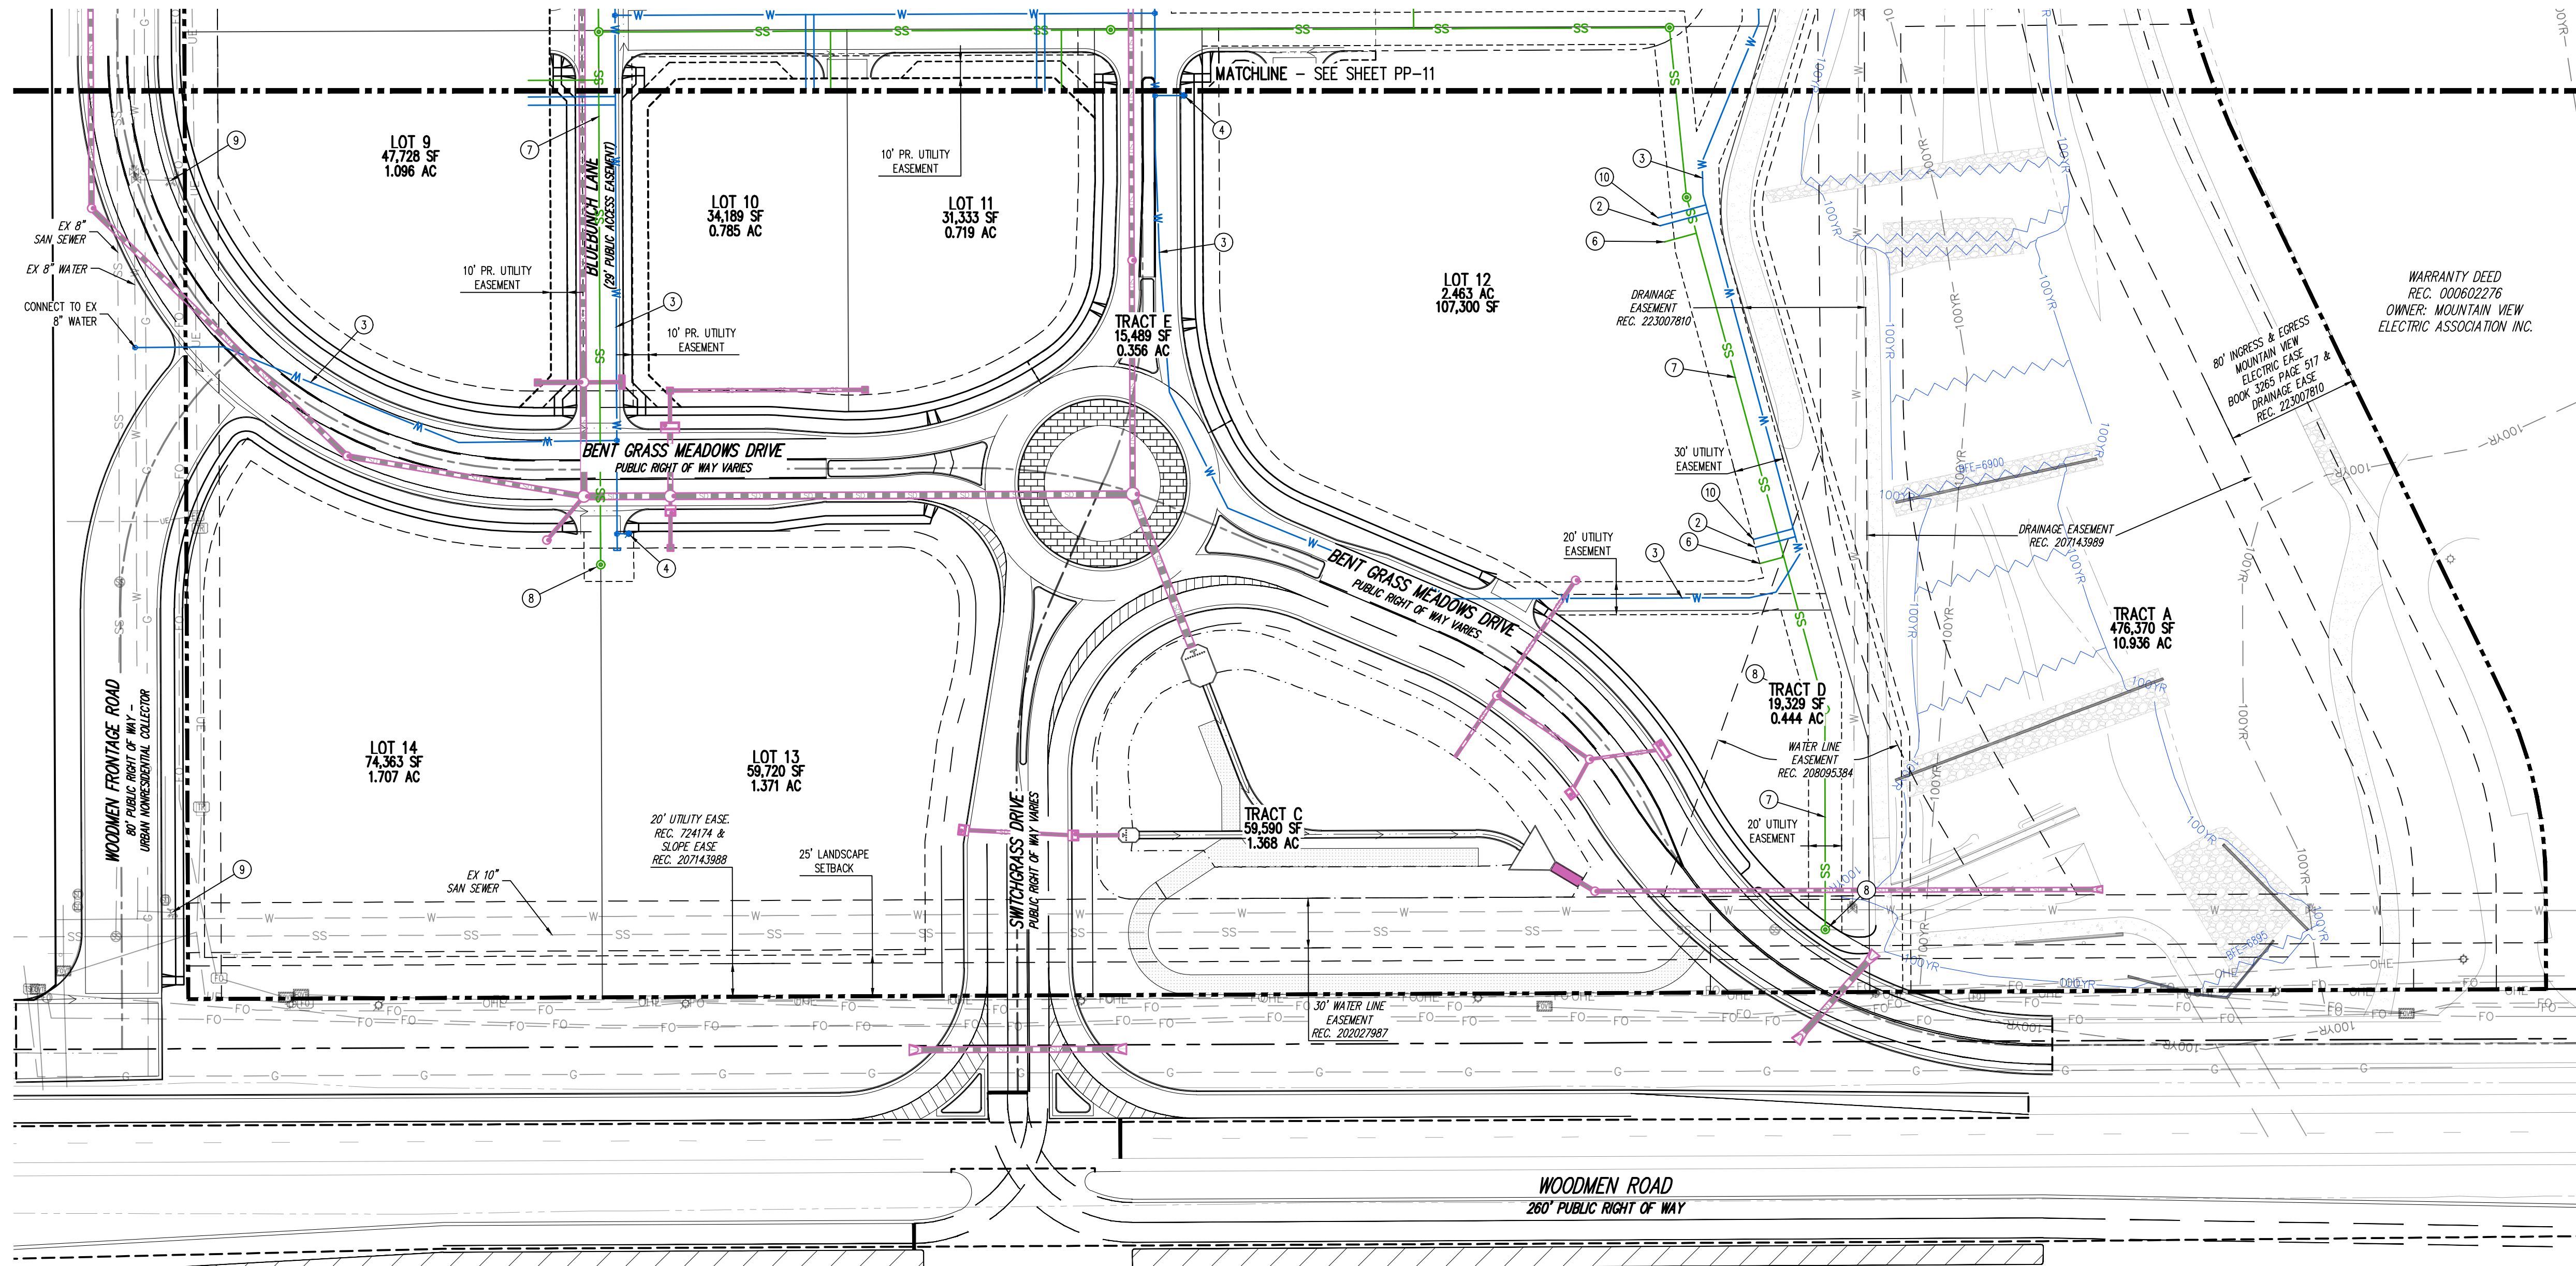 MATCHLINE - SEE SHEET PP-11
LOT 9
47,728 SF
1.096 AC
BLUEBUNCH LANE
(29' PUBLIC ACCESS EASEMENT)
LOT 10
34,189 SF
0.785 AC
10' PR. UTILITY
EASEMENT
LOT 11
31,333 SF
0.719 AC
10' PR. UTILITY
EASEMENT
10' PR. UTILITY
EASEMENT
EX 8"
SAN SEWER
EX 8" WATER
CONNECT TO EX
8" WATER
TRACT E
15,489 SF
0.356 AC
LOT 12
2.463 AC
107,300 SF
DRAINAGE
EASEMENT
REC. 223007810
WARRANTY DEED
REC. 000602276
OWNER: MOUNTAIN VIEW
ELECTRIC ASSOCIATION INC.
80' INGRESS & EGRESS
MOUNTAIN VIEW
ELECTRIC EASE
BOOK 3265 PAGE 517 &
DRAINAGE EASE
REC. 223007810
BENT GRASS MEADOWS DRIVE
PUBLIC RIGHT OF WAY VARIES
30' UTILITY
EASEMENT
BFE=6900
DRAINAGE EASEMENT
REC. 207143989
20' UTILITY
EASEMENT
BENT GRASS MEADOWS DRIVE
PUBLIC RIGHT OF WAY VARIES
TRACT A
476,370 SF
10.936 AC
TRACT D
19,329 SF
0.444 AC
WATER LINE
EASEMENT
REC. 208095384
20' UTILITY
EASEMENT
WOODMEN FRONTAGE ROAD
80' PUBLIC RIGHT OF WAY -
URBAN NONRESIDENTIAL COLLECTOR
LOT 14
74,363 SF
1.707 AC
LOT 13
59,720 SF
1.371 AC
20' UTILITY EASE.
REC. 724174 &
SLOPE EASE
REC. 207143988
25' LANDSCAPE
SETBACK
EX 10"
SAN SEWER
SWITCHGRASS DRIVE
PUBLIC RIGHT OF WAY VARIES
TRACT C
59,590 SF
1.368 AC
30' WATER LINE
EASEMENT
REC. 202027987
BFE=6895
WOODMEN ROAD
260' PUBLIC RIGHT OF WAY